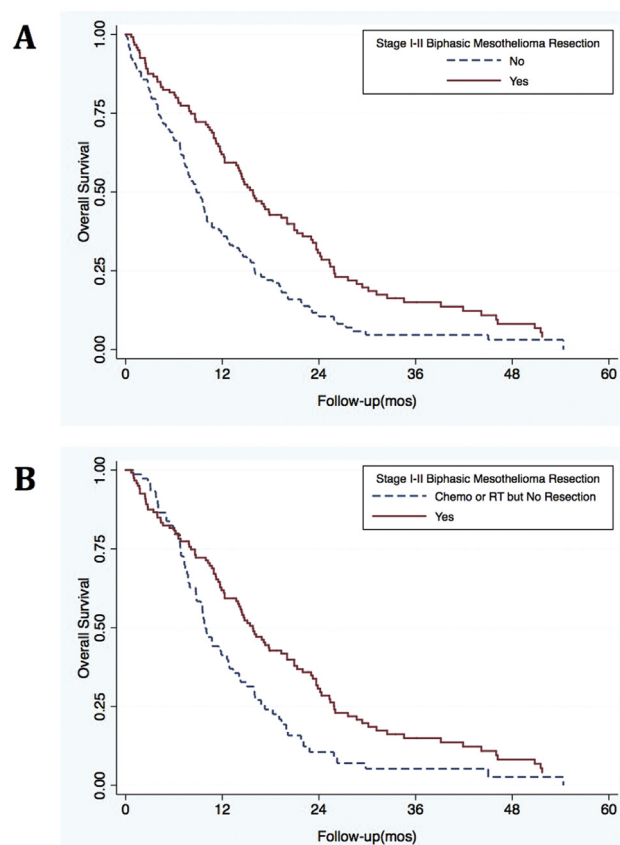 A
Stage I-II Biphasic Mesothelioma Resection
No
Yes
Overall Survival
1.00
0.75
0.50
0.25
0.00
0 12 24 36 48 60
Follow-up(mos)
B
Stage I-II Biphasic Mesothelioma Resection
Chemo or RT but No Resection
Yes
Overall Survival
1.00
0.75
0.50
0.25
0.00
0 12 24 36 48 60
Follow-up(mos)